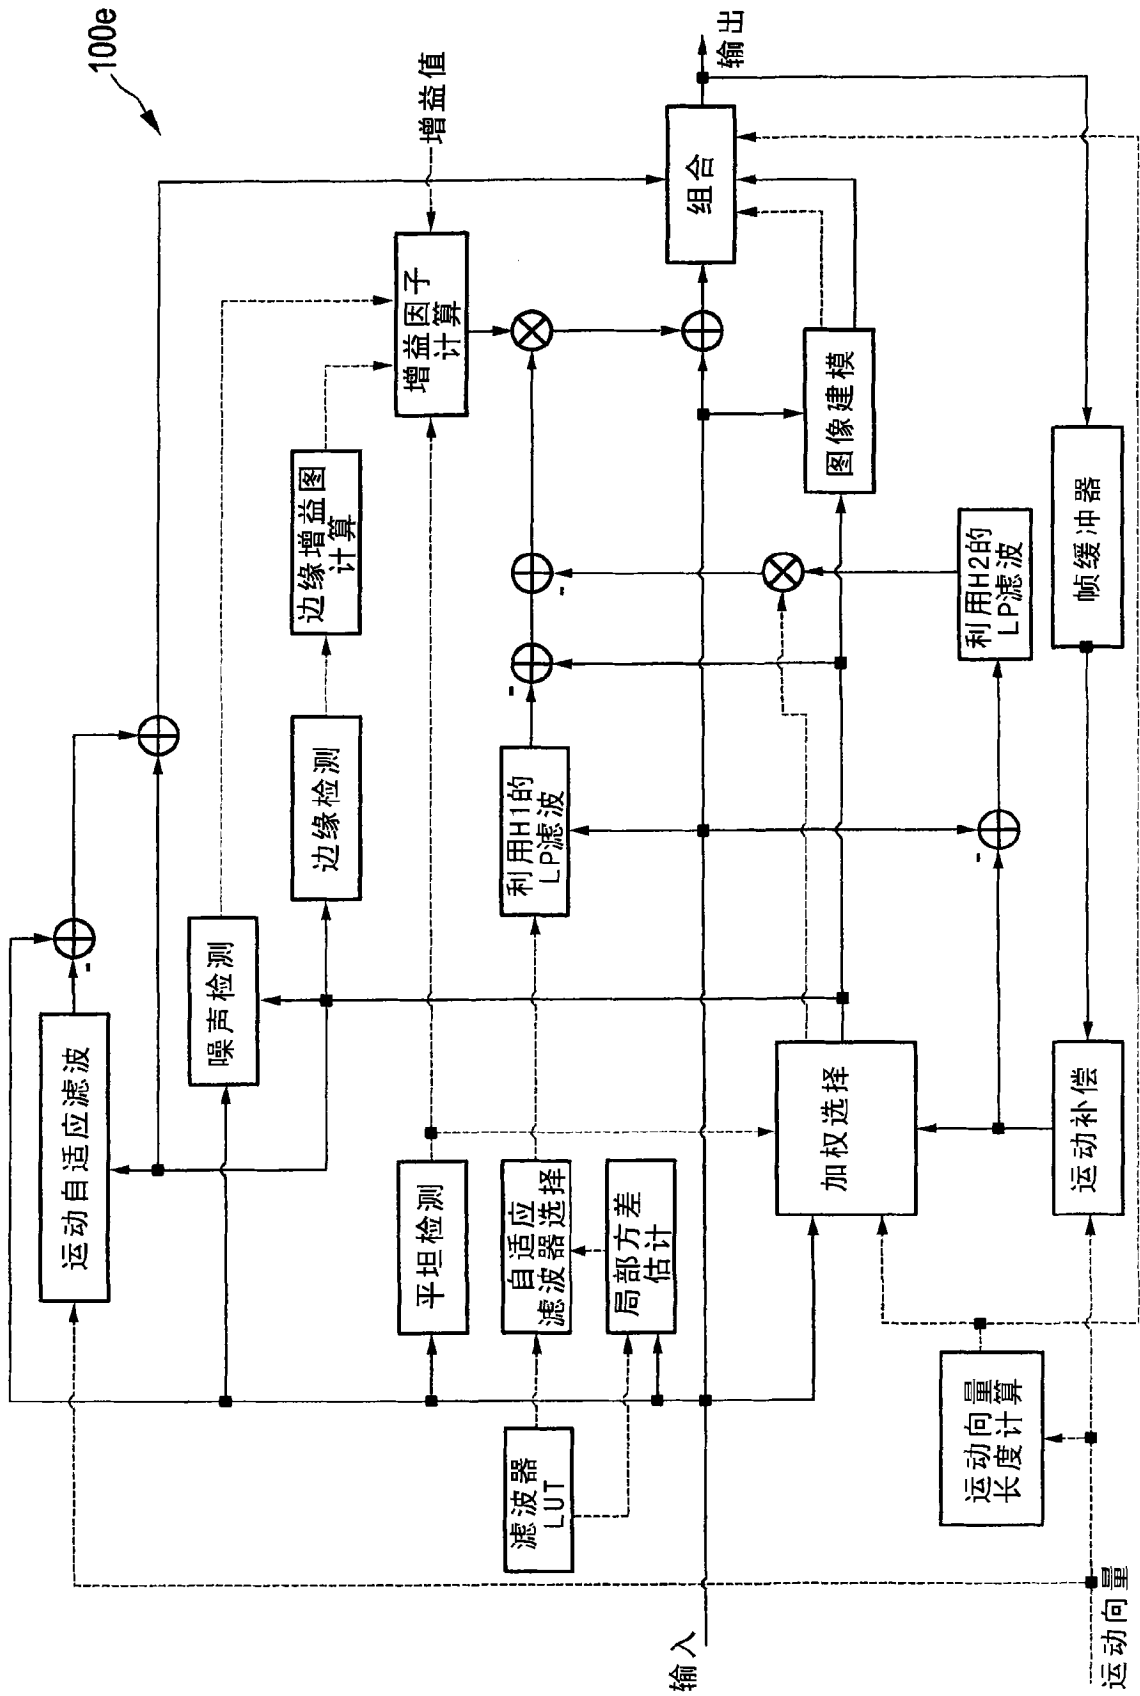 100e
运动自适应滤波
噪声检测
边缘检测
边缘增益图
计算
增益值
增益因子
计算
平坦检测
自适应
滤波器选择
利用H1的
LP滤波
局部方差
估计
滤波器
LUT
组合
输出
图像建模
加权选择
利用H2的
LP滤波
帧缓冲器
运动补偿
运动向量
长度计算
输入
运动向量
-
-
-
-